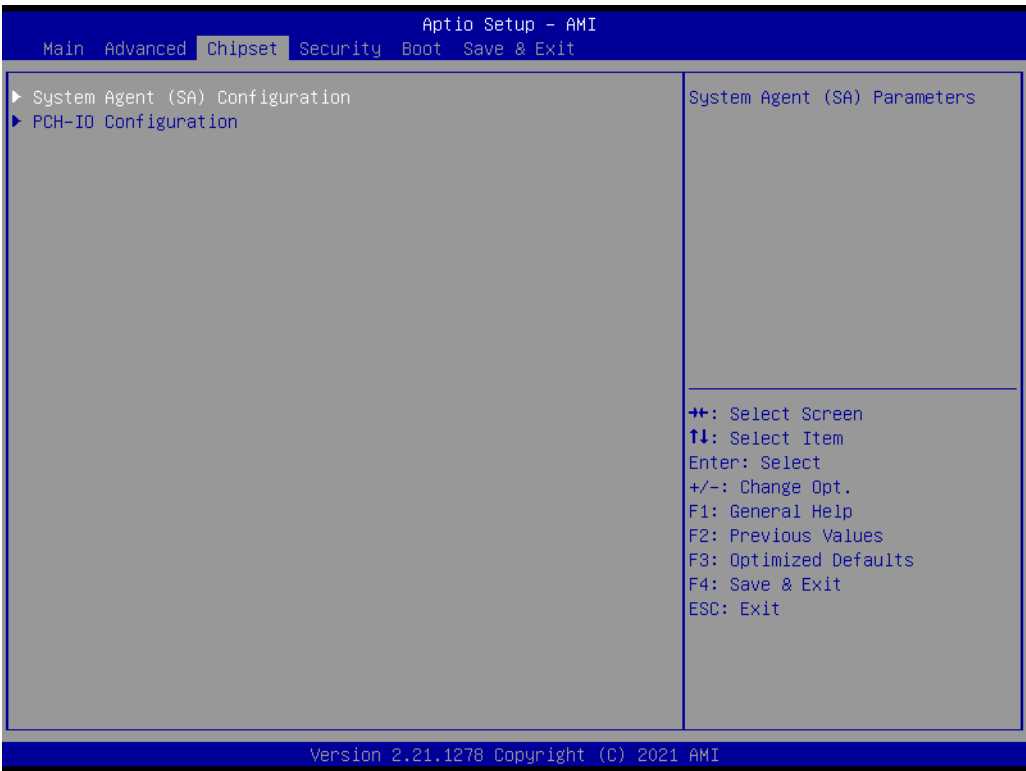 Aptio Setup - AMI
Main Advanced Chipset Security Boot Save & Exit
System Agent (SA) Configuration
PCH-IO Configuration
System Agent (SA) Parameters
→←: Select Screen
↑↓: Select Item
Enter: Select
+/-: Change Opt.
F1: General Help
F2: Previous Values
F3: Optimized Defaults
F4: Save & Exit
ESC: Exit
Version 2.21.1278 Copyright (C) 2021 AMI